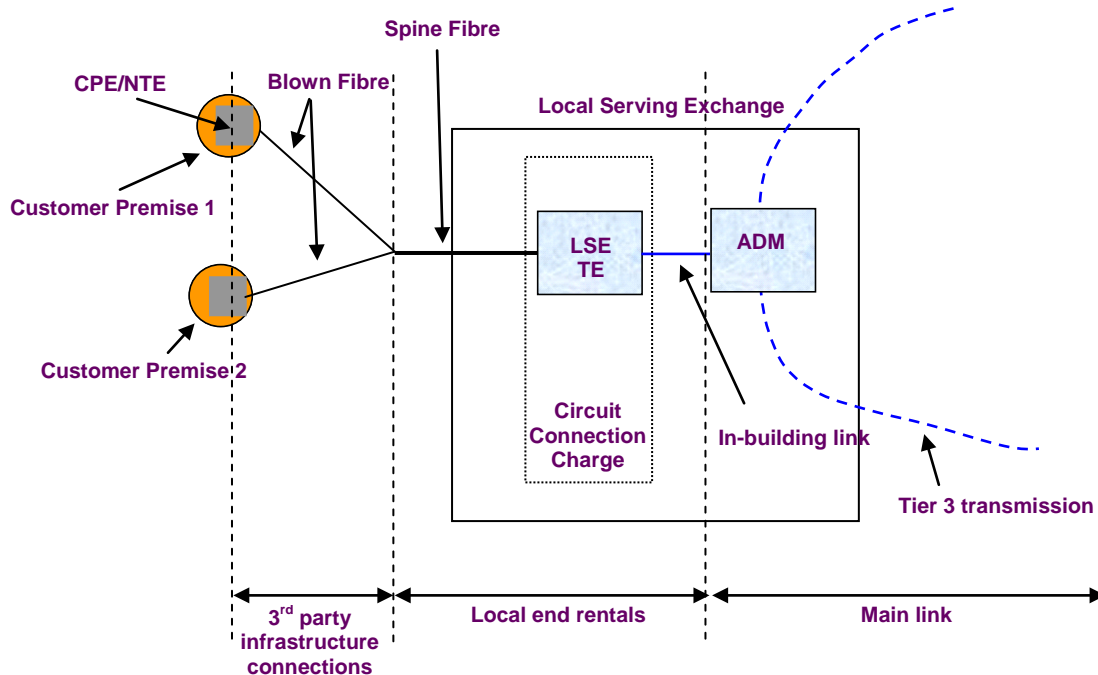 Spine Fibre
CPE/NTE
Blown Fibre
Local Serving Exchange
Customer Premise 1
LSE
TE
ADM
Customer Premise 2
Circuit
Connection
Charge
In-building link
Tier 3 transmission
3rd party
infrastructure
connections
Local end rentals
Main link